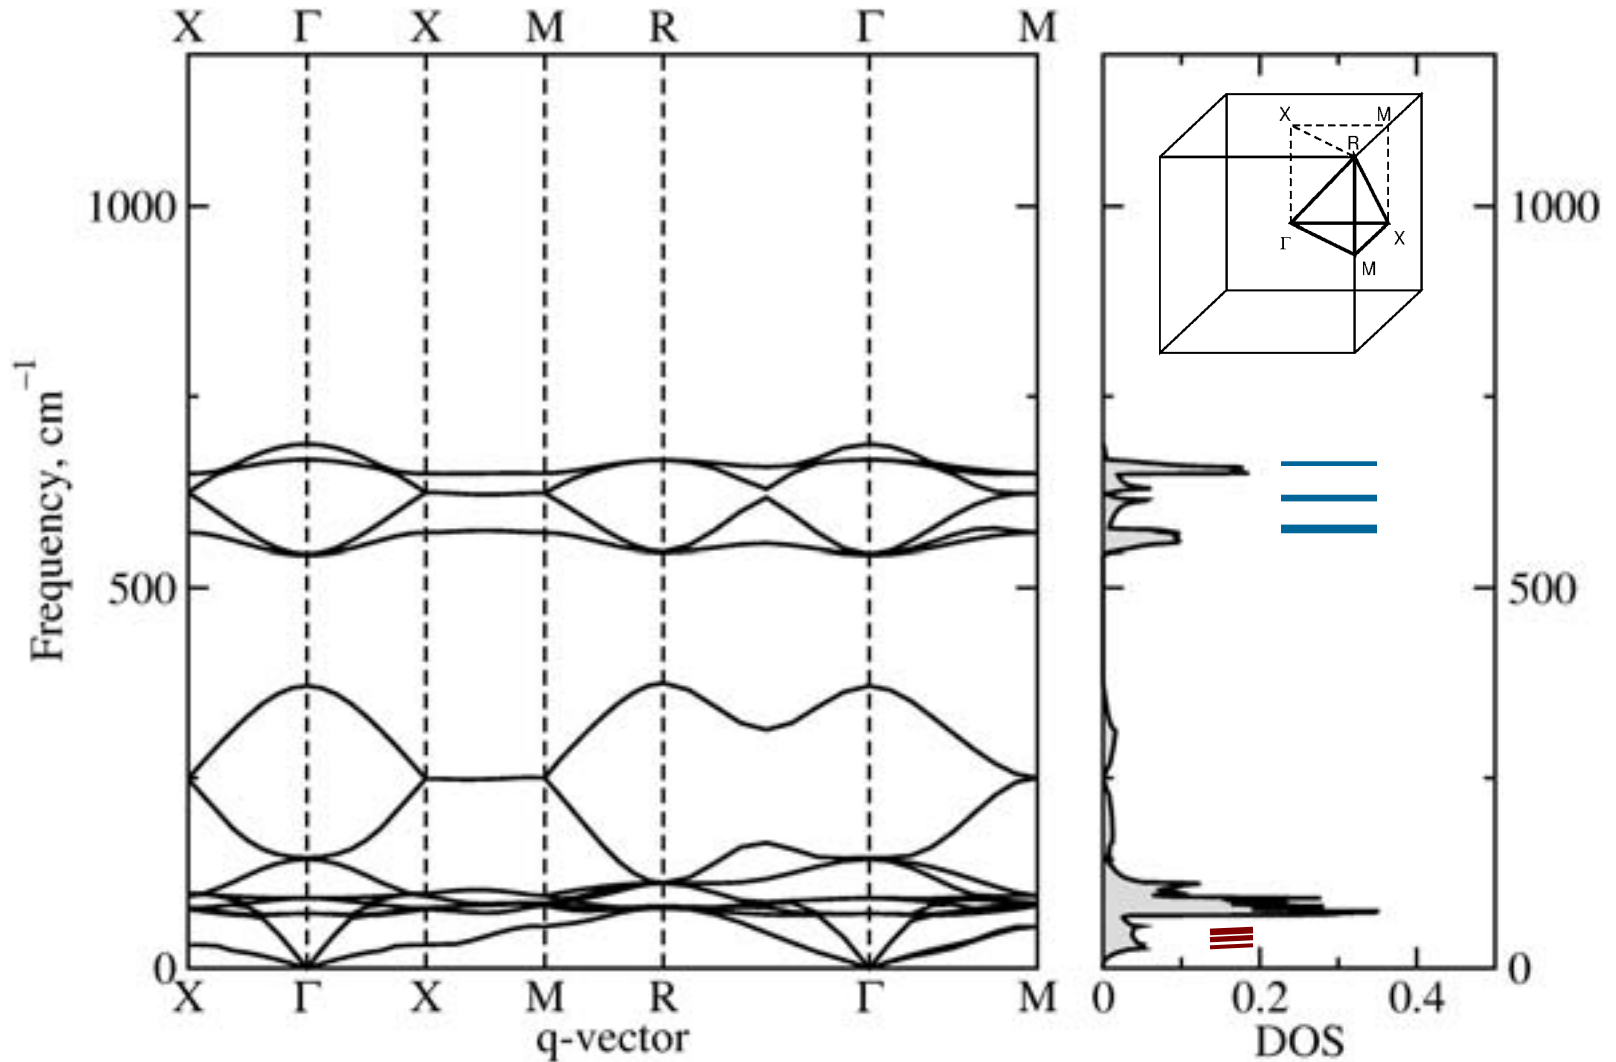 X Γ X M R Γ M
1000
500
0
Frequency, cm⁻¹
X Γ X M R Γ M
q-vector
X M
R
Γ X
M
1000
500
0
0 0.2 0.4
DOS